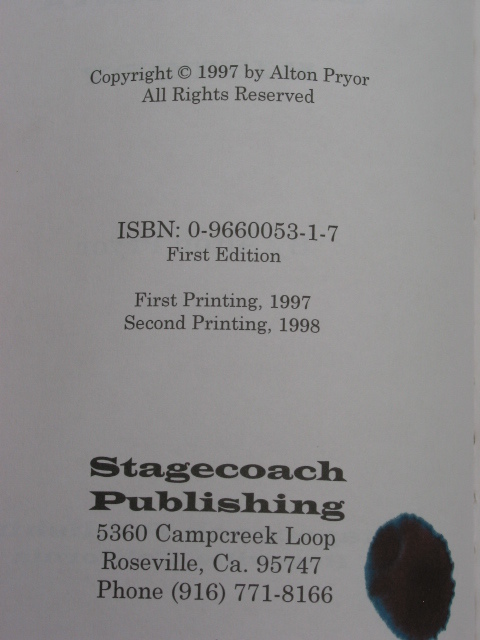 Copyright © 1997 by Alton Pryor
All Rights Reserved
ISBN: 0-9660053-1-7
First Edition
First Printing, 1997
Second Printing, 1998
Stagecoach
Publishing
5360 Campcreek Loop
Roseville, Ca. 95747
Phone (916) 771-8166